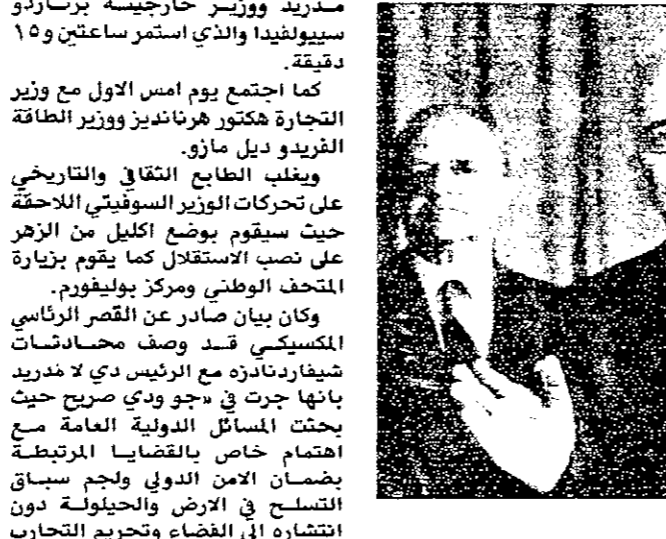 مـدريد ووزيـر خارجيـته برنـاردو
سيبولفيدا والذي استمر ساعتين و١٥
دقيقة.
كما اجتمع يوم امس الاول مع وزير
التجارة هكتور هرنانديز ووزير الطاقة
الفريدو ديل مازو.
ويغلب الطابع الثقافي والتاريخي
على تحركات الوزير السوفيتي اللاحقة
حيث سيقوم بوضع اكليل من الزهر
على نصب الاستقلال كما يقوم بزيارة
المتحف الوطني ومركز بوليفورم.
وكان بيان صادر عن القصر الرئاسي
المكسيكي قد وصف محادثات
شيفاردنادزه مع الرئيس دي لا مدريد
بانها جرت في «جو ودي صريح حيث
بحثت المسائل الدولية العامة مع
اهتمام خاص بالقضايا المرتبطة
بضمان الامن الدولي ولجم سباق
التسلح في الارض والحيلولة دون
انتشاره الى الفضاء وتحريم التجارب